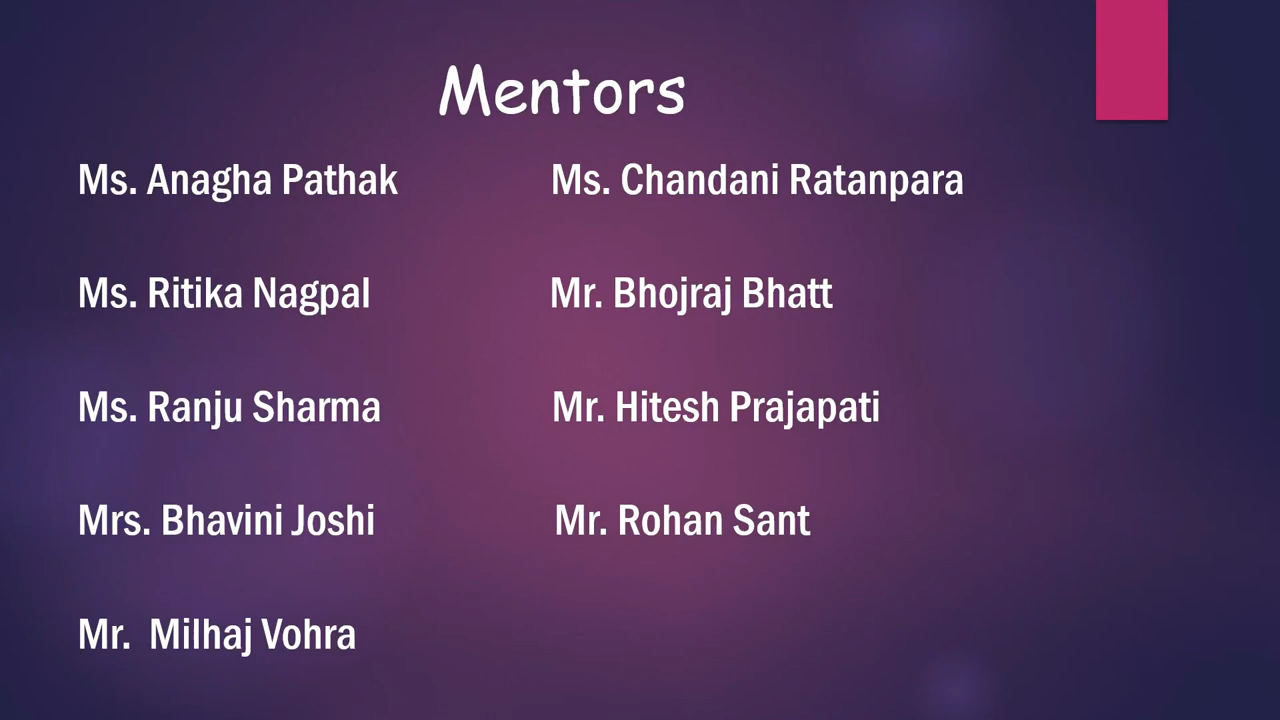 Mentors
Ms. Anagha Pathak Ms. Chandani Ratanpara
Ms. Ritika Nagpal Mr. Bhojraj Bhatt
Ms. Ranju Sharma Mr. Hitesh Prajapati
Mrs. Bhavini Joshi Mr. Rohan Sant
Mr. Milhaj Vohra